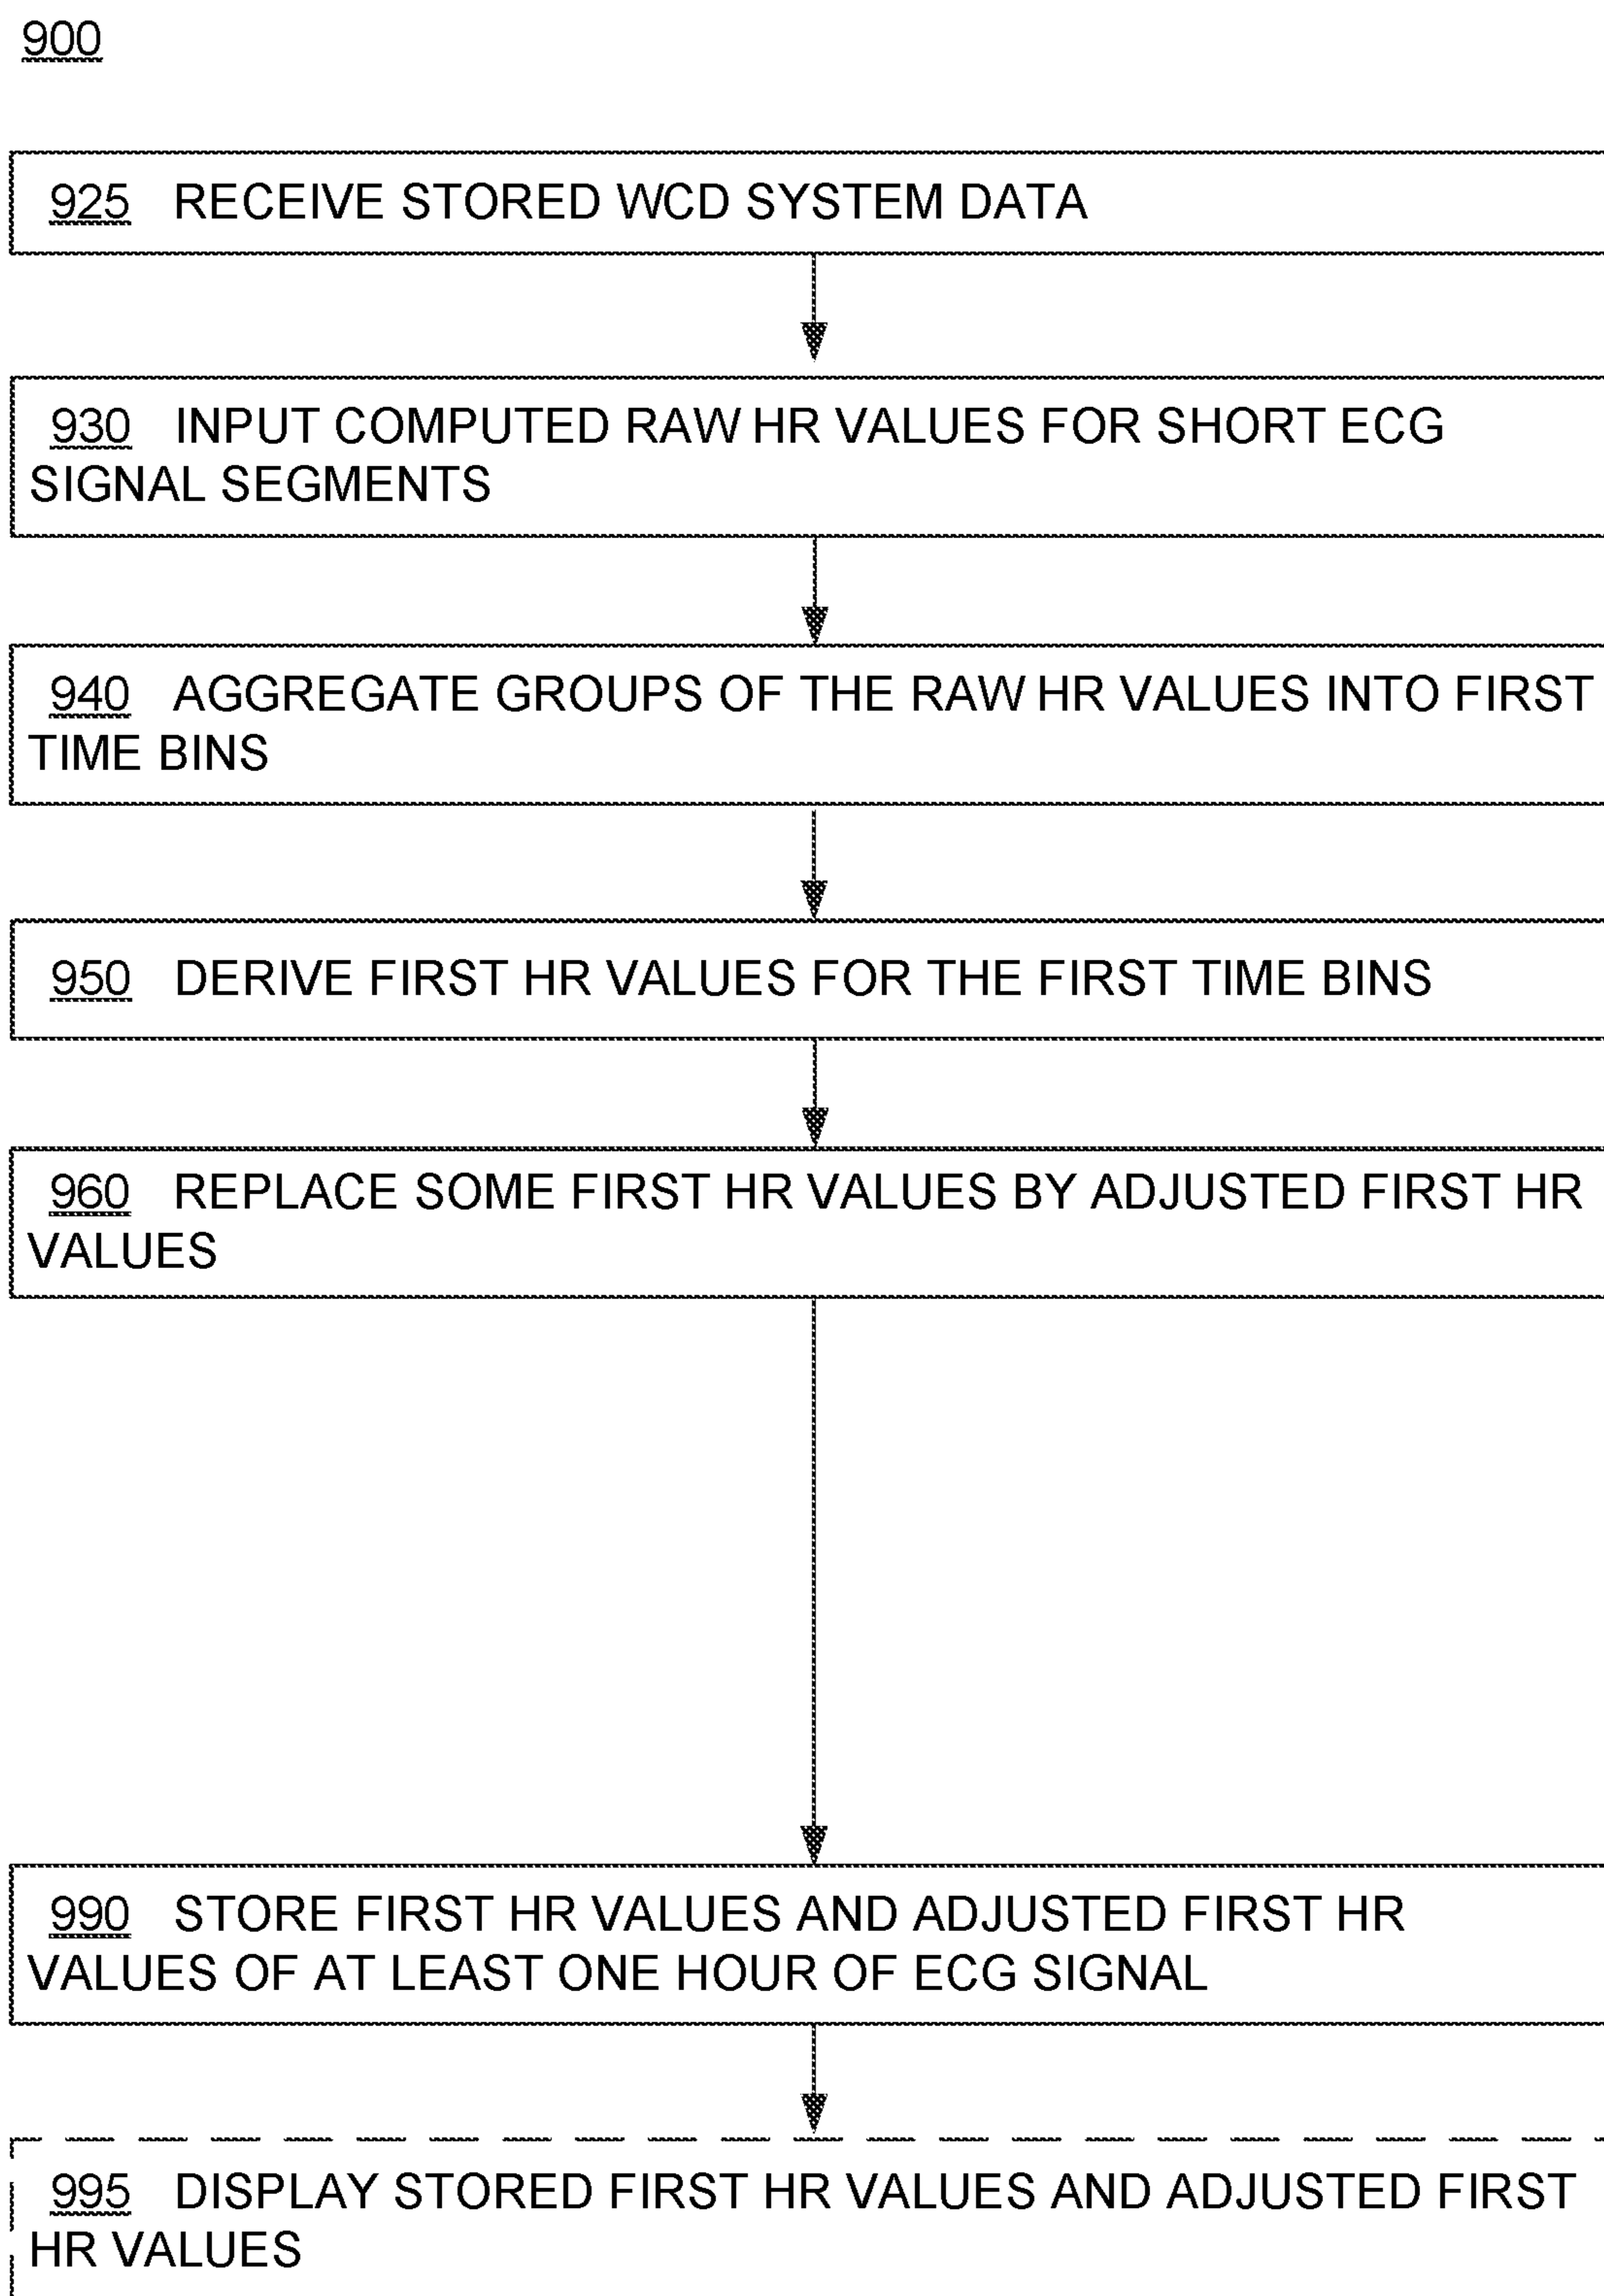 900
925 RECEIVE STORED WCD SYSTEM DATA
930 INPUT COMPUTED RAW HR VALUES FOR SHORT ECG
SIGNAL SEGMENTS
940 AGGREGATE GROUPS OF THE RAW HR VALUES INTO FIRST
TIME BINS
950 DERIVE FIRST HR VALUES FOR THE FIRST TIME BINS
960 REPLACE SOME FIRST HR VALUES BY ADJUSTED FIRST HR
VALUES
990 STORE FIRST HR VALUES AND ADJUSTED FIRST HR
VALUES OF AT LEAST ONE HOUR OF ECG SIGNAL
995 DISPLAY STORED FIRST HR VALUES AND ADJUSTED FIRST
HR VALUES